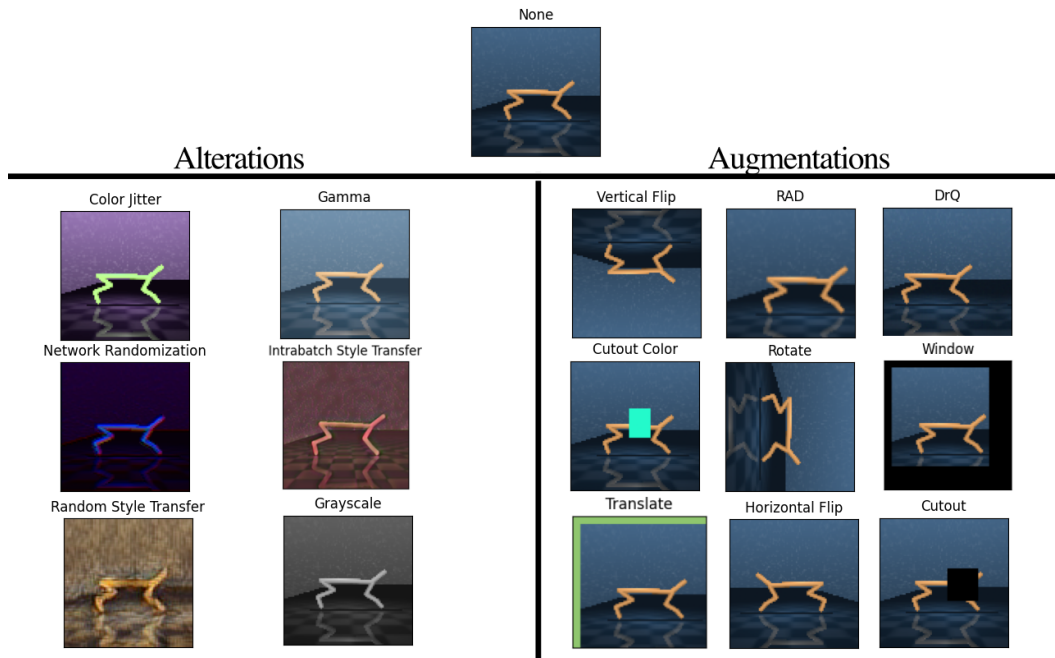 None
Alterations
Augmentations
Color Jitter
Gamma
Network Randomization
Intrabatch Style Transfer
Random Style Transfer
Grayscale
Vertical Flip
RAD
DrQ
Cutout Color
Rotate
Window
Translate
Horizontal Flip
Cutout